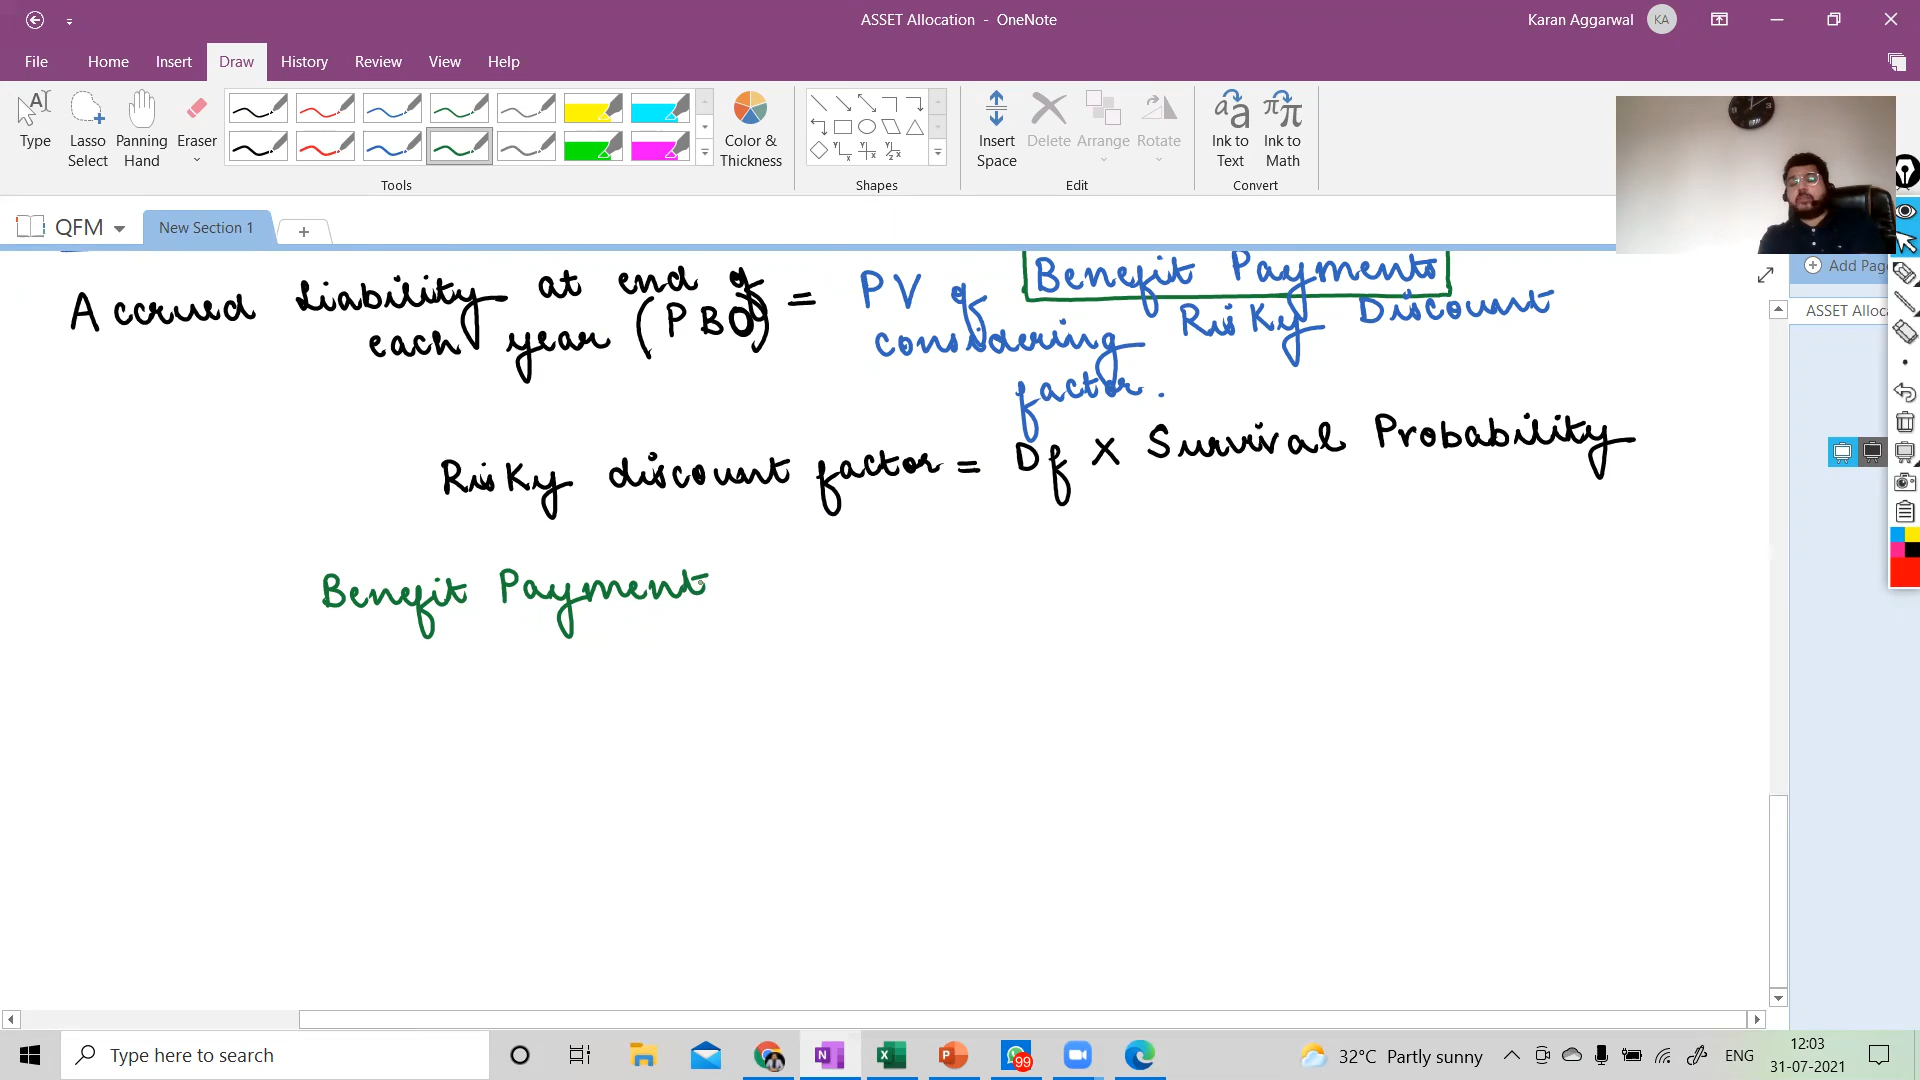 ASSET Allocation - OneNote
Karan Aggarwal KA
File Home Insert Draw History Review View Help
Type
Lasso Select
Panning Hand
Eraser
Color & Thickness
Insert Space
Delete
Arrange
Rotate
Ink to Text
Ink to Math
Tools
Shapes
Edit
Convert
QFM
New Section 1
+
Add Page
ASSET Alloca
Accrued Liability at end of each year (PBO) = PV of Benefit Payments
considering Risky Discount
factor.
Risky discount factor = Df X Survival Probability
Benefit Payment
Type here to search
99
32°C Partly sunny
ENG
12:03
31-07-2021